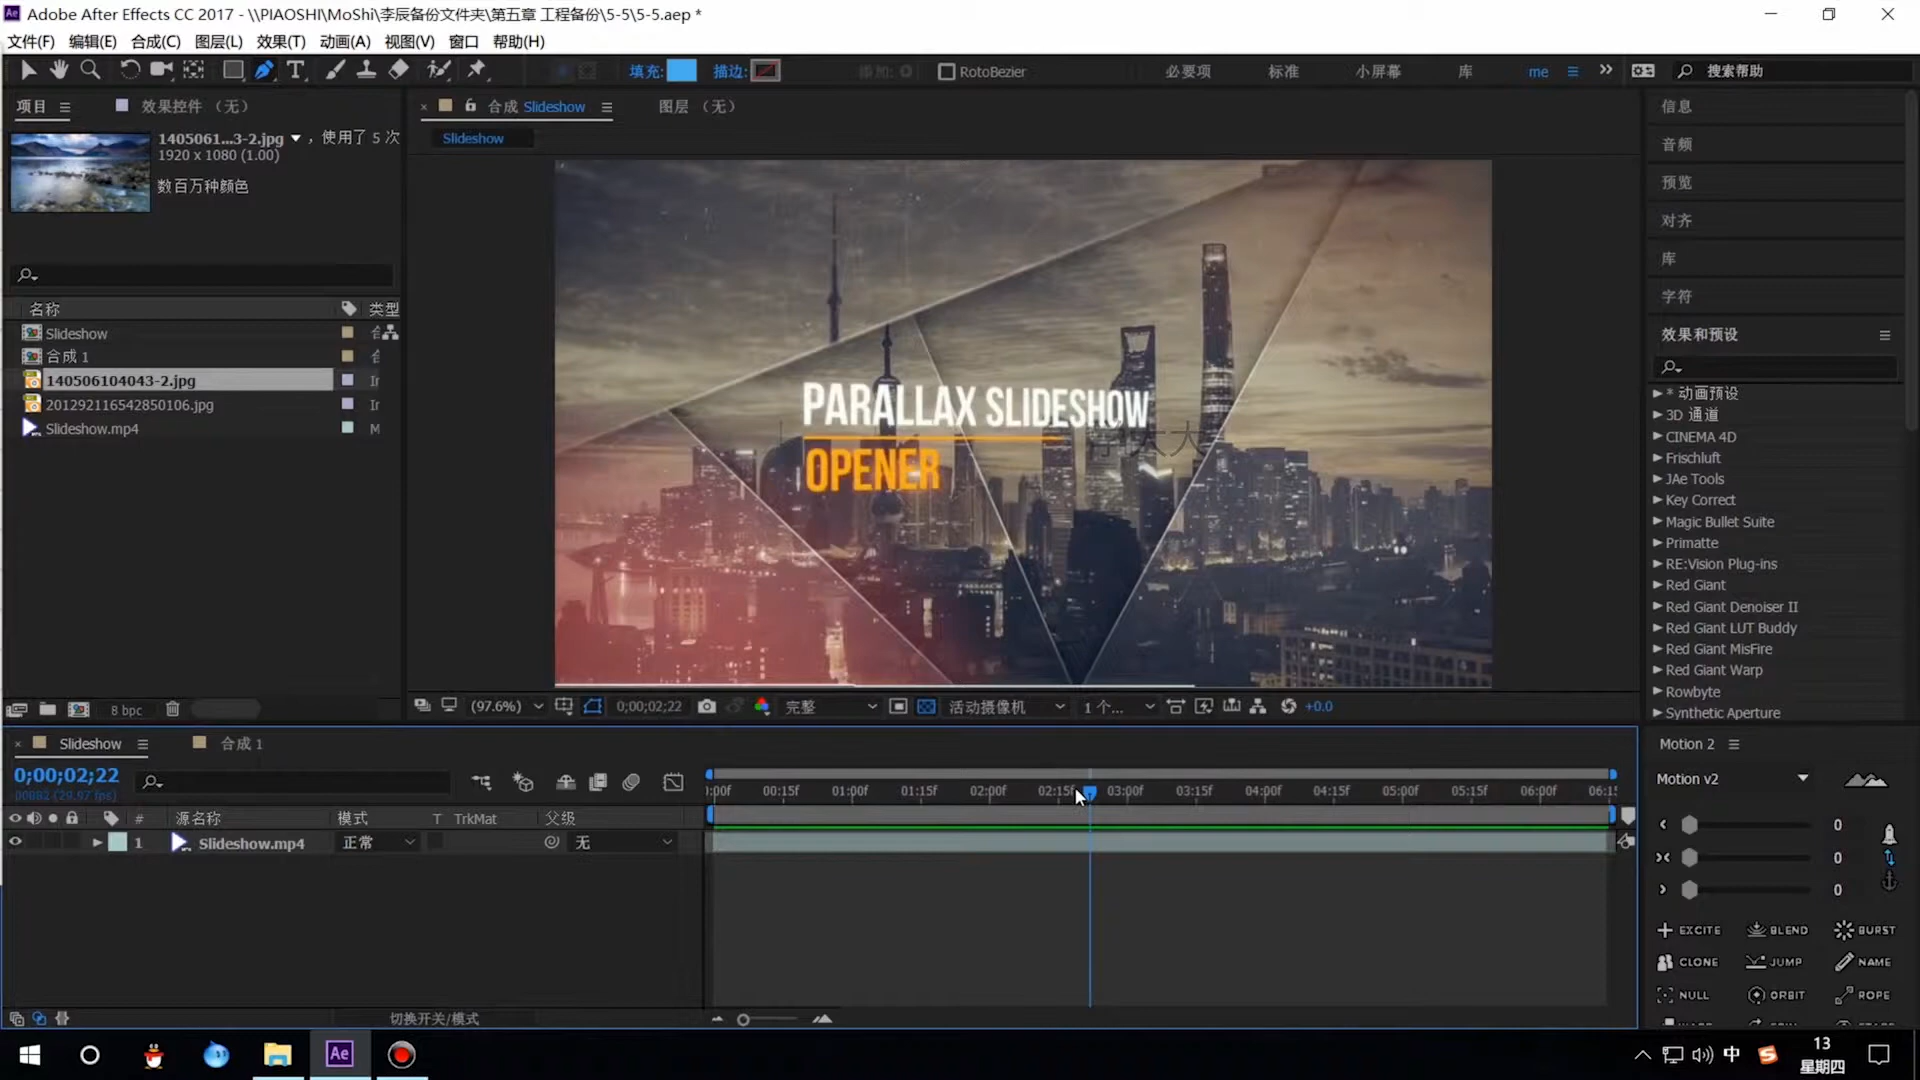 Adobe After Effects CC 2017 - \\PIAOSHI\MoShi\李辰备份文件夹\第五章 工程备份\5-5\5-5.aep *
文件(F) 编辑(E) 合成(C) 图层(L) 效果(T) 动画(A) 视图(V) 窗口 帮助(H)
填充: 描边: RotoBezier 必要项 标准 小屏幕 库 me 搜索帮助
项目 效果控件 (无) 合成 Slideshow 图层 (无)
Slideshow
1405061...3-2.jpg , 使用了 5 次
1920 x 1080 (1.00)
数百万种颜色
名称 类型
Slideshow
合成 1
140506104043-2.jpg
201292116542850106.jpg
Slideshow.mp4
8 bpc
PARALLAX SLIDESHOW
OPENER
(97.6%) 0;00;02;22 完整 活动摄像机 1 个... +0.0
信息
音频
预览
对齐
库
字符
效果和预设
* 动画预设
3D 通道
CINEMA 4D
Frischluft
JAe Tools
Key Correct
Magic Bullet Suite
Primatte
RE:Vision Plug-ins
Red Giant
Red Giant Denoiser II
Red Giant LUT Buddy
Red Giant MisFire
Red Giant Warp
Rowbyte
Synthetic Aperture
Slideshow 合成 1
0;00;02;22
00082 (29.97 fps)
:00f 00:15f 01:00f 01:15f 02:00f 02:15f 03:00f 03:15f 04:00f 04:15f 05:00f 05:15f 06:00f 06:15
# 源名称 模式 T TrkMat 父级
1 Slideshow.mp4 正常 无
切换开关/模式
Motion 2
Motion v2
0
0
0
EXCITE BLEND BURST
CLONE JUMP NAME
NULL ORBIT ROPE
Ae
中
13
星期四